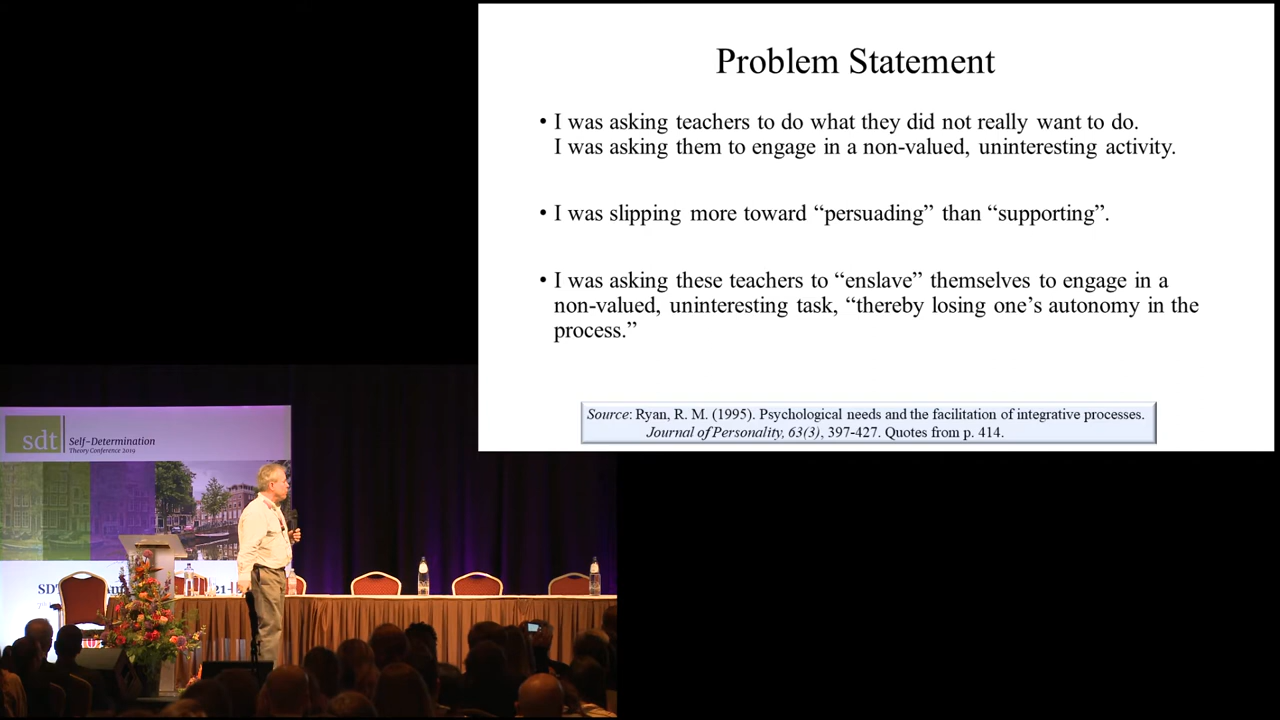 Problem Statement
• I was asking teachers to do what they did not really want to do.
I was asking them to engage in a non-valued, uninteresting activity.
• I was slipping more toward “persuading” than “supporting”.
• I was asking these teachers to “enslave” themselves to engage in a
non-valued, uninteresting task, “thereby losing one’s autonomy in the
process.”
Source: Ryan, R. M. (1995). Psychological needs and the facilitation of integrative processes.
Journal of Personality, 63(3), 397-427. Quotes from p. 414.
sdt
Self-Determination
Theory Conference 2019